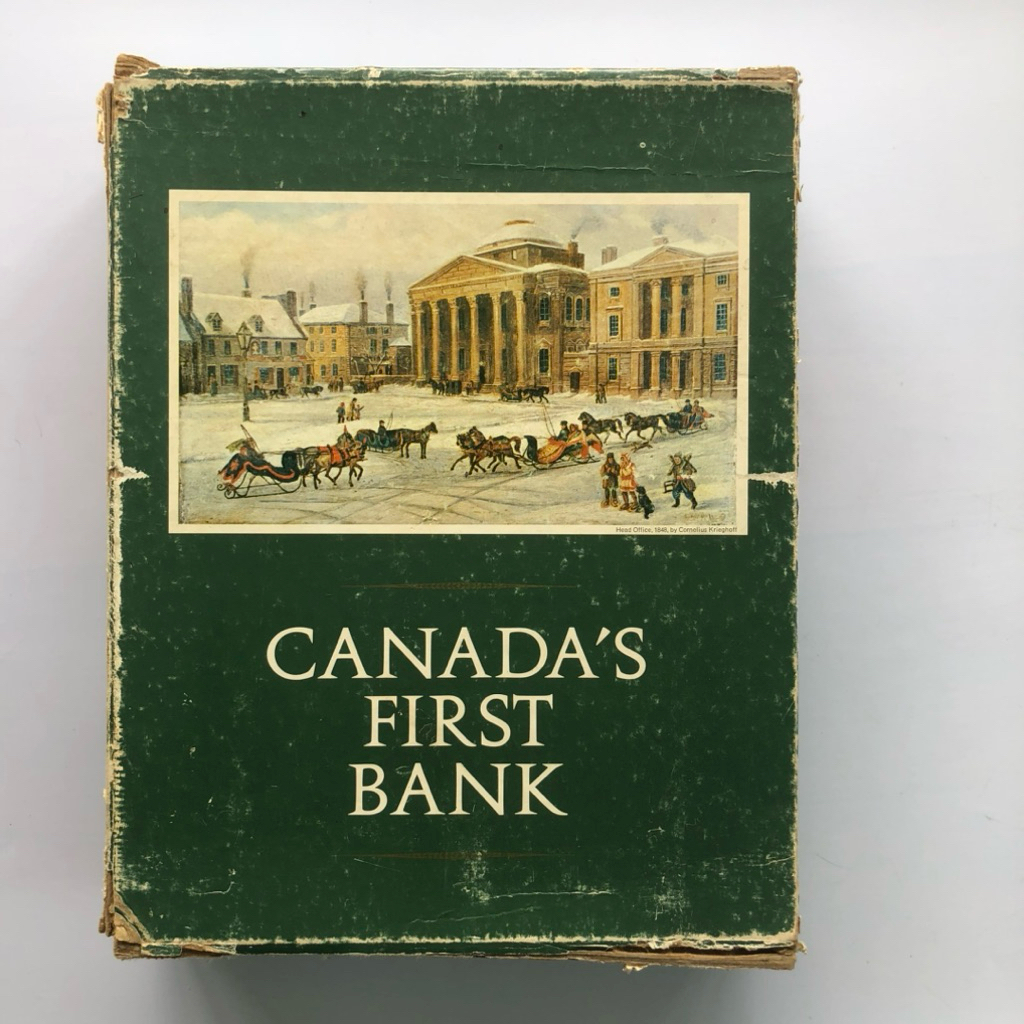 Head Office, 1848, by Cornelius Krieghoff
CANADA'S
FIRST
BANK